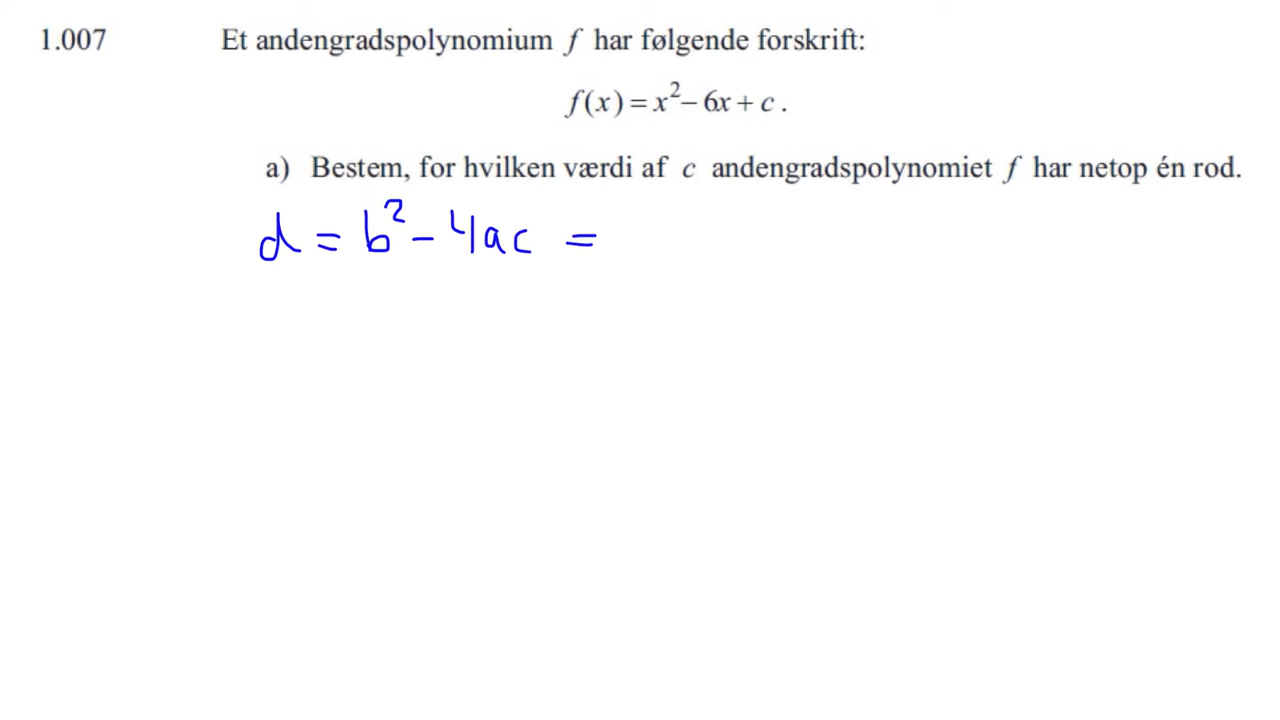 1.007 Et andengradspolynomium f har følgende forskrift:
f(x) = x² – 6x + c .
a) Bestem, for hvilken værdi af c andengradspolynomiet f har netop én rod.
d = b² – 4ac =